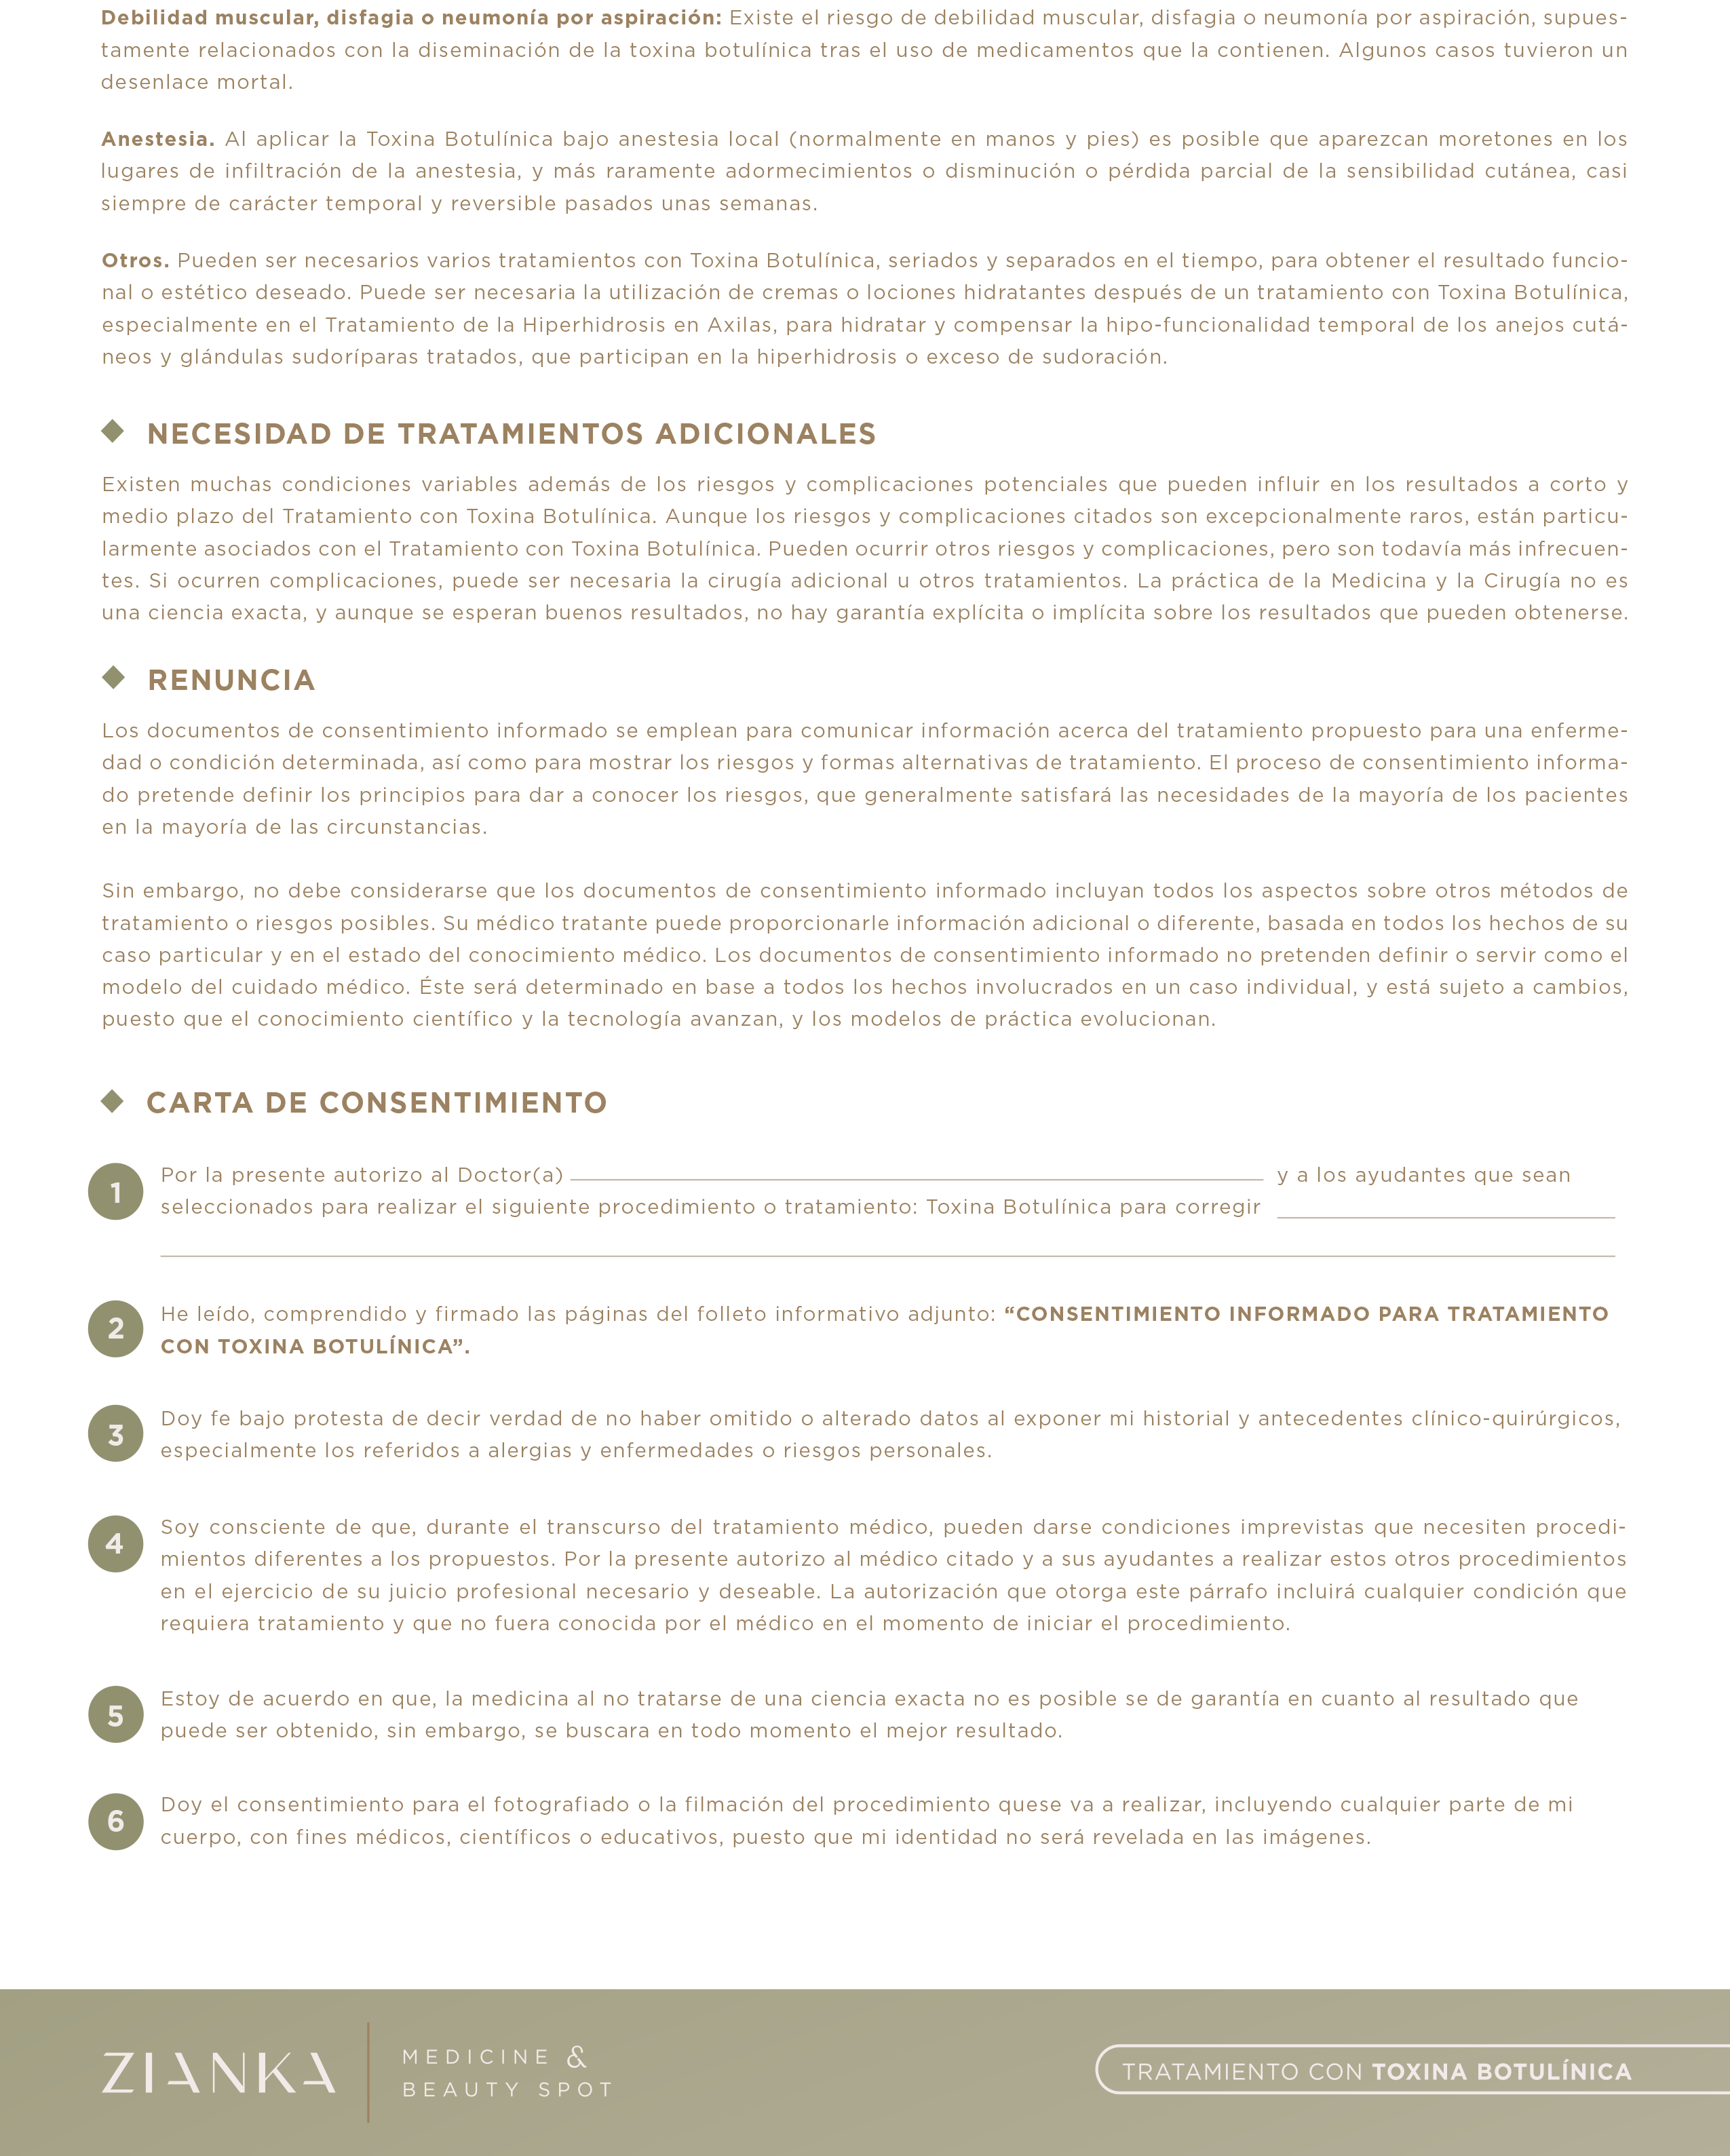 Debilidad muscular, disfagia o neumonía por aspiración: Existe el riesgo de debilidad muscular, disfagia o neumonía por aspiración, supues-
tamente relacionados con la diseminación de la toxina botulínica tras el uso de medicamentos que la contienen. Algunos casos tuvieron un
desenlace mortal.
Anestesia. Al aplicar la Toxina Botulínica bajo anestesia local (normalmente en manos y pies) es posible que aparezcan moretones en los
lugares de infiltración de la anestesia, y más raramente adormecimientos o disminución o pérdida parcial de la sensibilidad cutánea, casi
siempre de carácter temporal y reversible pasados unas semanas.
Otros. Pueden ser necesarios varios tratamientos con Toxina Botulínica, seriados y separados en el tiempo, para obtener el resultado funcio-
nal o estético deseado. Puede ser necesaria la utilización de cremas o lociones hidratantes después de un tratamiento con Toxina Botulínica,
especialmente en el Tratamiento de la Hiperhidrosis en Axilas, para hidratar y compensar la hipo-funcionalidad temporal de los anejos cutá-
neos y glándulas sudoríparas tratados, que participan en la hiperhidrosis o exceso de sudoración.
NECESIDAD DE TRATAMIENTOS ADICIONALES
Existen muchas condiciones variables además de los riesgos y complicaciones potenciales que pueden influir en los resultados a corto y
medio plazo del Tratamiento con Toxina Botulínica. Aunque los riesgos y complicaciones citados son excepcionalmente raros, están particu-
larmente asociados con el Tratamiento con Toxina Botulínica. Pueden ocurrir otros riesgos y complicaciones, pero son todavía más infrecuen-
tes. Si ocurren complicaciones, puede ser necesaria la cirugía adicional u otros tratamientos. La práctica de la Medicina y la Cirugía no es
una ciencia exacta, y aunque se esperan buenos resultados, no hay garantía explícita o implícita sobre los resultados que pueden obtenerse.
RENUNCIA
Los documentos de consentimiento informado se emplean para comunicar información acerca del tratamiento propuesto para una enferme-
dad o condición determinada, así como para mostrar los riesgos y formas alternativas de tratamiento. El proceso de consentimiento informa-
do pretende definir los principios para dar a conocer los riesgos, que generalmente satisfará las necesidades de la mayoría de los pacientes
en la mayoría de las circunstancias.
Sin embargo, no debe considerarse que los documentos de consentimiento informado incluyan todos los aspectos sobre otros métodos de
tratamiento o riesgos posibles. Su médico tratante puede proporcionarle información adicional o diferente, basada en todos los hechos de su
caso particular y en el estado del conocimiento médico. Los documentos de consentimiento informado no pretenden definir o servir como el
modelo del cuidado médico. Éste será determinado en base a todos los hechos involucrados en un caso individual, y está sujeto a cambios,
puesto que el conocimiento científico y la tecnología avanzan, y los modelos de práctica evolucionan.
CARTA DE CONSENTIMIENTO
1 Por la presente autorizo al Doctor(a) y a los ayudantes que sean
seleccionados para realizar el siguiente procedimiento o tratamiento: Toxina Botulínica para corregir
2 He leído, comprendido y firmado las páginas del folleto informativo adjunto: “CONSENTIMIENTO INFORMADO PARA TRATAMIENTO
CON TOXINA BOTULÍNICA”.
3 Doy fe bajo protesta de decir verdad de no haber omitido o alterado datos al exponer mi historial y antecedentes clínico-quirúrgicos,
especialmente los referidos a alergias y enfermedades o riesgos personales.
4 Soy consciente de que, durante el transcurso del tratamiento médico, pueden darse condiciones imprevistas que necesiten procedi-
mientos diferentes a los propuestos. Por la presente autorizo al médico citado y a sus ayudantes a realizar estos otros procedimientos
en el ejercicio de su juicio profesional necesario y deseable. La autorización que otorga este párrafo incluirá cualquier condición que
requiera tratamiento y que no fuera conocida por el médico en el momento de iniciar el procedimiento.
5 Estoy de acuerdo en que, la medicina al no tratarse de una ciencia exacta no es posible se de garantía en cuanto al resultado que
puede ser obtenido, sin embargo, se buscara en todo momento el mejor resultado.
6 Doy el consentimiento para el fotografiado o la filmación del procedimiento quese va a realizar, incluyendo cualquier parte de mi
cuerpo, con fines médicos, científicos o educativos, puesto que mi identidad no será revelada en las imágenes.
ZIANKA
MEDICINE &
BEAUTY SPOT
TRATAMIENTO CON TOXINA BOTULÍNICA